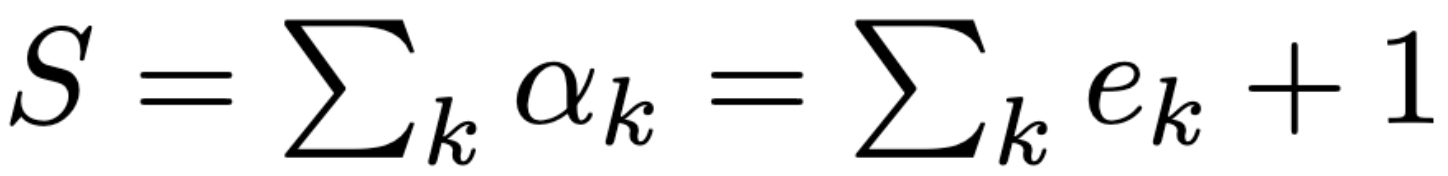 S = ∑ₖ αₖ = ∑ₖ eₖ + 1